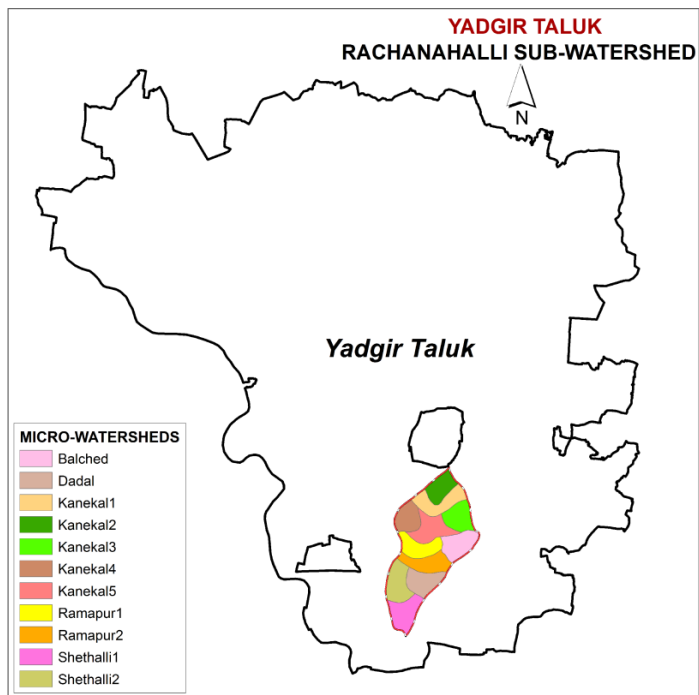 YADGIR TALUK
RACHANAHALLI SUB-WATERSHED
N
Yadgir Taluk
MICRO-WATERSHEDS
Balched
Dadal
Kanekal1
Kanekal2
Kanekal3
Kanekal4
Kanekal5
Ramapur1
Ramapur2
Shethalli1
Shethalli2